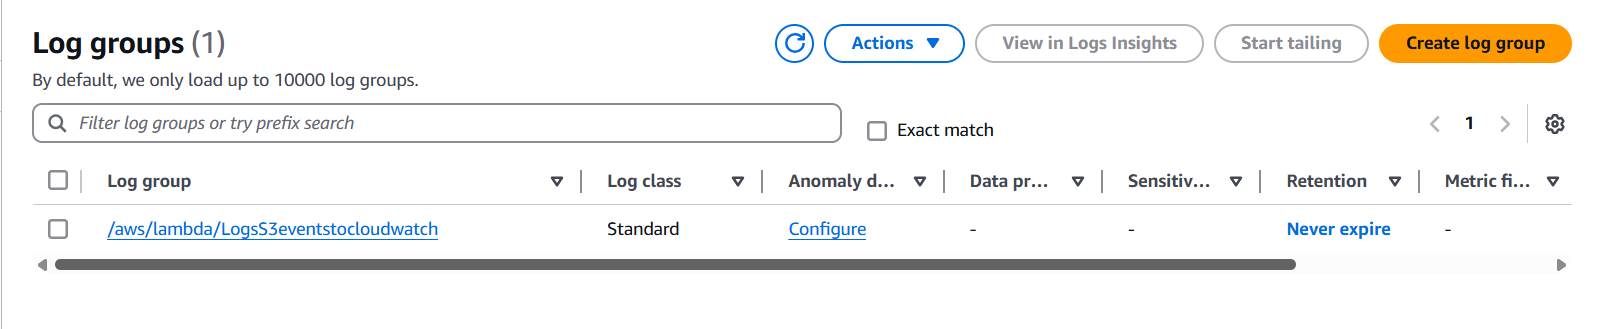 Log groups (1)
Actions
View in Logs Insights
Start tailing
Create log group
By default, we only load up to 10000 log groups.
Filter log groups or try prefix search
Exact match
1
Log group
Log class
Anomaly d...
Data pr...
Sensitiv...
Retention
Metric fi...
/aws/lambda/LogsS3eventstocloudwatch
Standard
Configure
-
-
Never expire
-